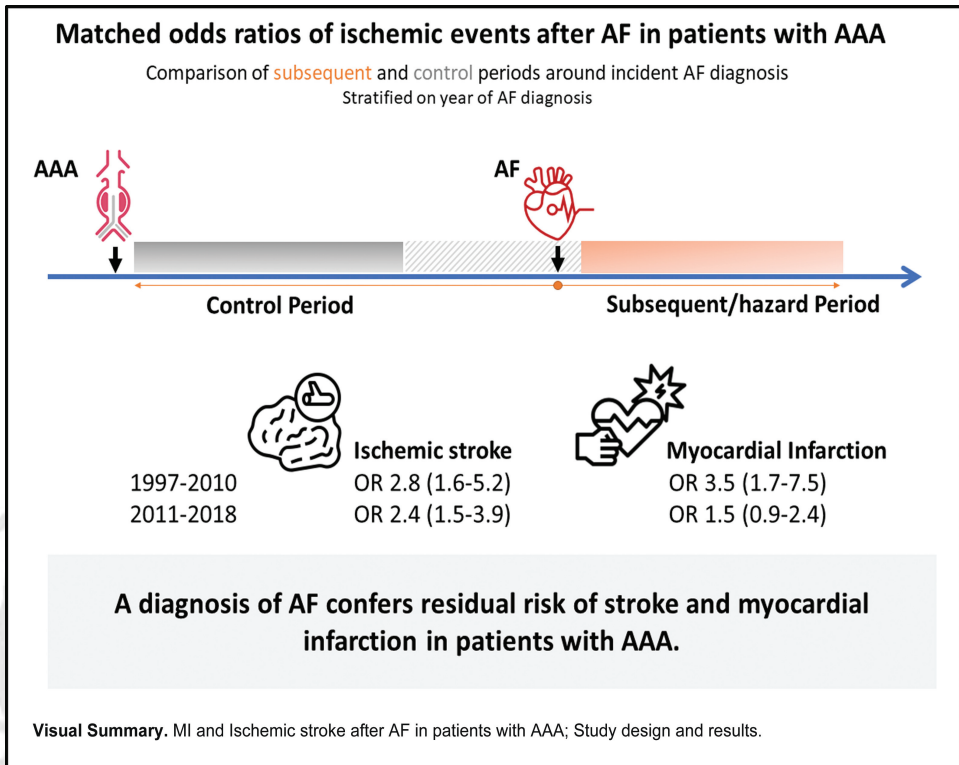 Matched odds ratios of ischemic events after AF in patients with AAA
Comparison of subsequent and control periods around incident AF diagnosis
Stratified on year of AF diagnosis
AAA
AF
Control Period
Subsequent/hazard Period
Ischemic stroke
Myocardial Infarction
1997-2010 OR 2.8 (1.6-5.2) OR 3.5 (1.7-7.5)
2011-2018 OR 2.4 (1.5-3.9) OR 1.5 (0.9-2.4)
A diagnosis of AF confers residual risk of stroke and myocardial
infarction in patients with AAA.
Visual Summary. MI and Ischemic stroke after AF in patients with AAA; Study design and results.